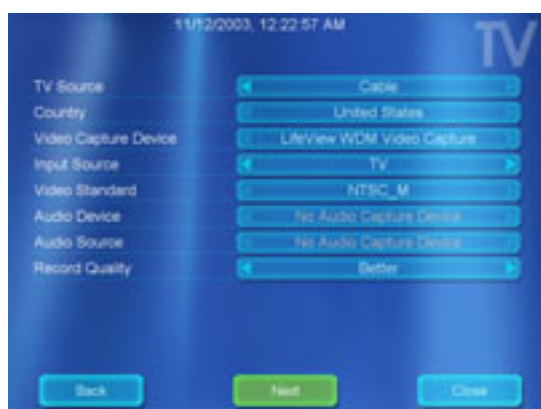 11/12/2003, 12:22:57 AM
TV
TV Source Cable
Country United States
Video Capture Device LifeView WDM Video Capture
Input Source TV
Video Standard NTSC_M
Audio Device No Audio Capture Device
Audio Source No Audio Capture Device
Record Quality Better
Back Next Close